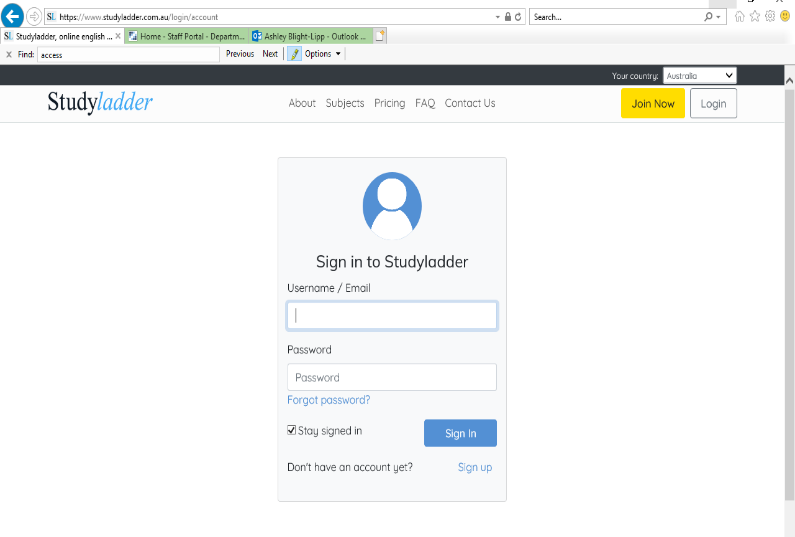 SL https://www.studyladder.com.au/login/account
Search...
SL Studyladder, online english ... X
Home - Staff Portal - Departm...
Ashley Blight-Lipp - Outlook ...
X Find: access Previous Next Options
Your country: Australia
Studyladder About Subjects Pricing FAQ Contact Us Join Now Login
Sign in to Studyladder
Username / Email
Password
Password
Forgot password?
Stay signed in Sign In
Don't have an account yet? Sign up